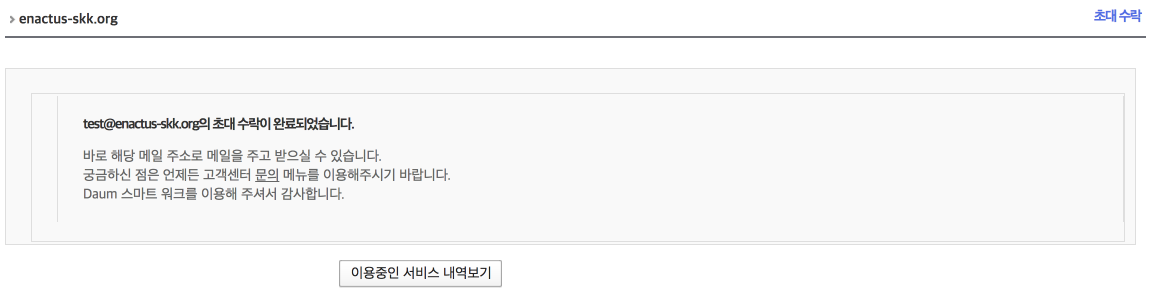 enactus-skk.org
초대 수락
test@enactus-skk.org의 초대 수락이 완료되었습니다.
바로 해당 메일 주소로 메일을 주고 받으실 수 있습니다.
궁금하신 점은 언제든 고객센터 문의 메뉴를 이용해주시기 바랍니다.
Daum 스마트 워크를 이용해 주셔서 감사합니다.
이용중인 서비스 내역보기